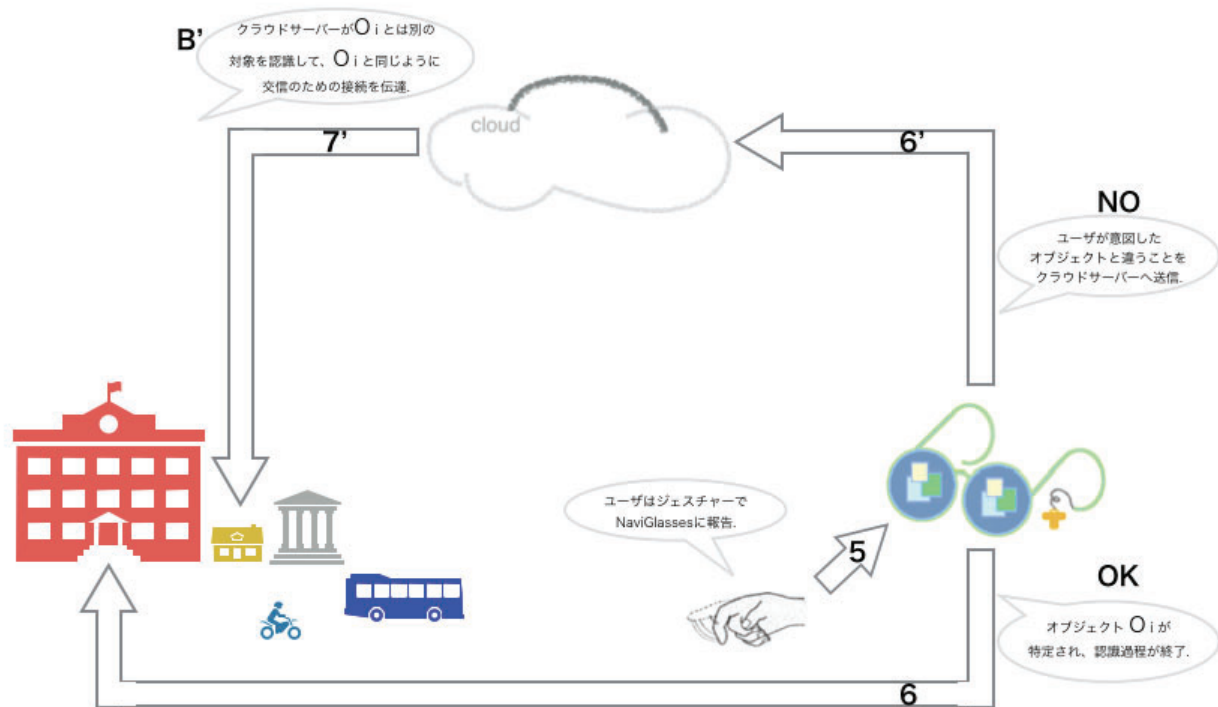 B’
クラウドサーバーがOiとは別の
対象を認識して、Oiと同じように
交信のための接続を伝達.
cloud
7’
6’
NO
ユーザが意図した
オブジェクトと違うことを
クラウドサーバーへ送信.
ユーザはジェスチャーで
NaviGlassesに報告.
5
OK
オブジェクト Oiが
特定され、認識過程が終了.
6